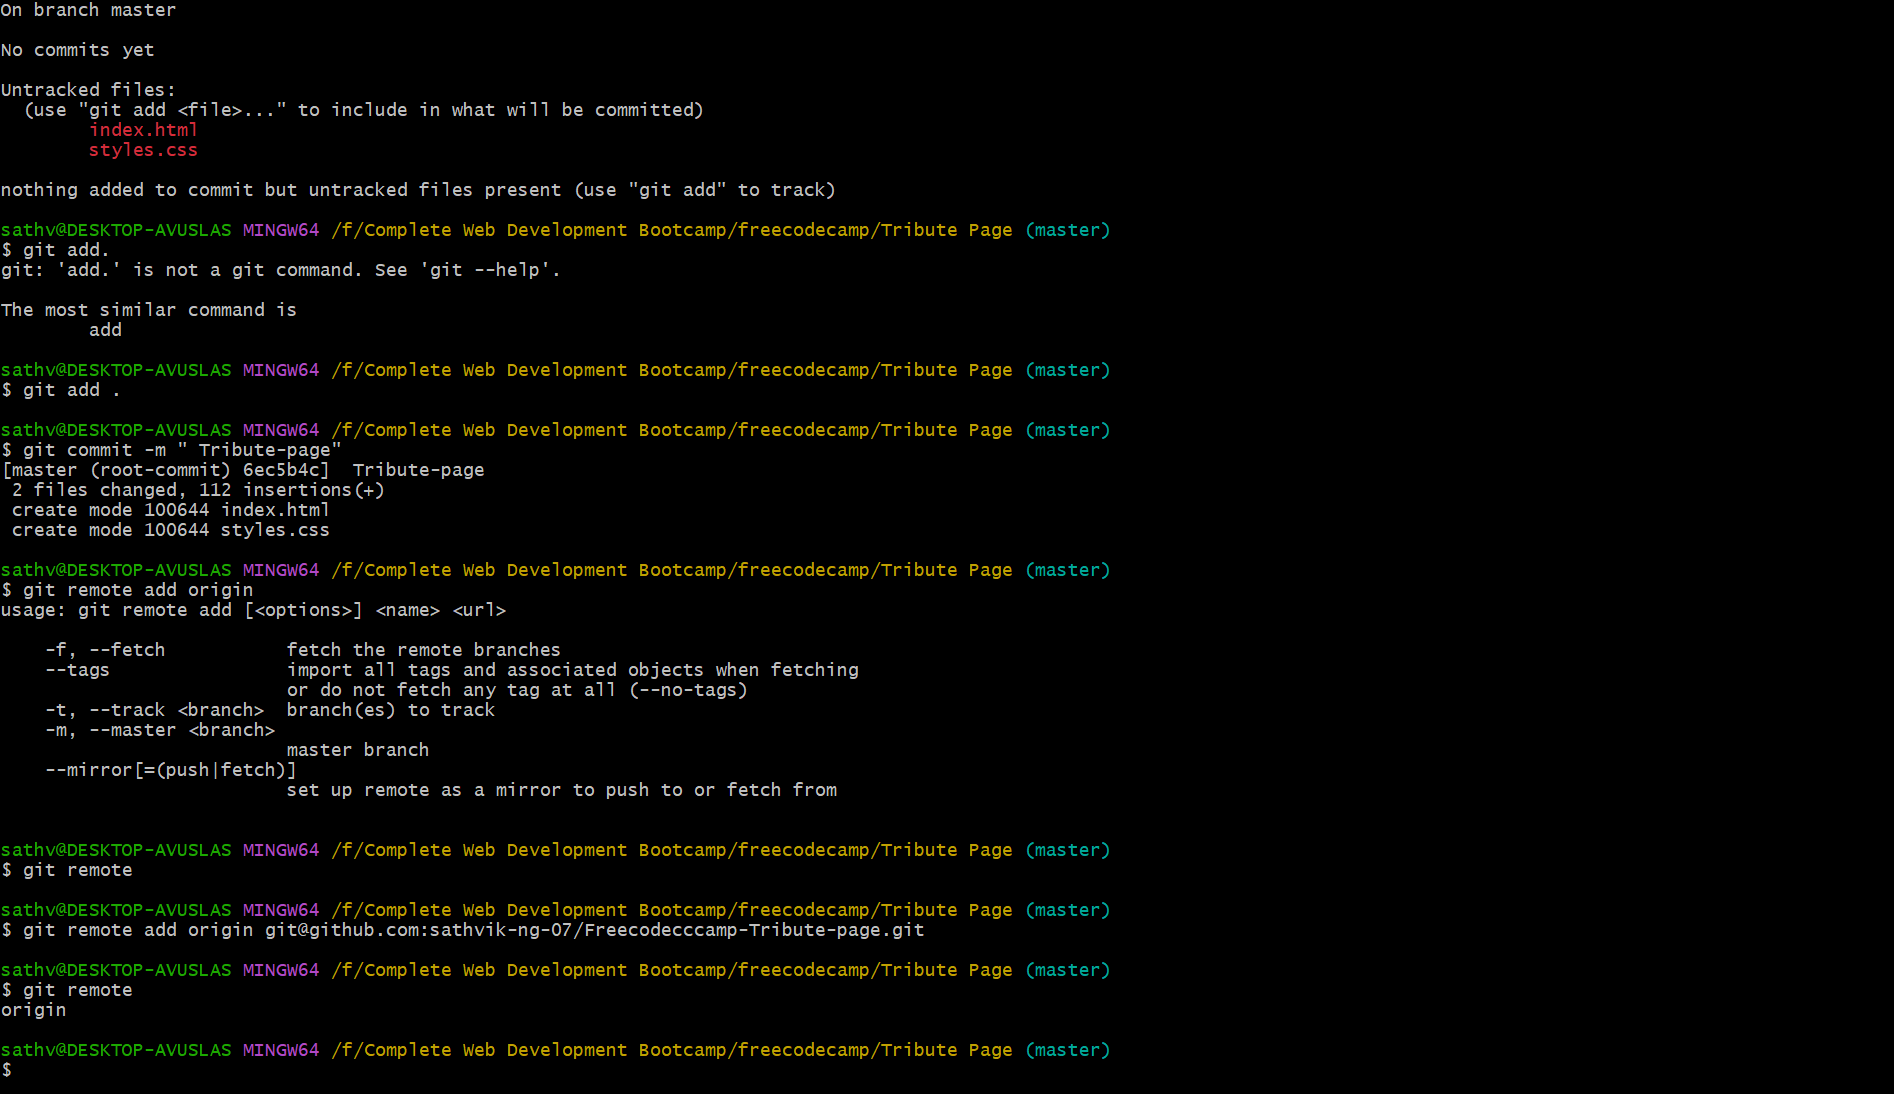 On branch master
No commits yet
Untracked files:
  (use "git add <file>..." to include in what will be committed)
        index.html
        styles.css
nothing added to commit but untracked files present (use "git add" to track)
sathv@DESKTOP-AVUSLAS MINGW64 /f/Complete Web Development Bootcamp/freecodecamp/Tribute Page (master)
$ git add.
git: 'add.' is not a git command. See 'git --help'.
The most similar command is
        add
sathv@DESKTOP-AVUSLAS MINGW64 /f/Complete Web Development Bootcamp/freecodecamp/Tribute Page (master)
$ git add .
sathv@DESKTOP-AVUSLAS MINGW64 /f/Complete Web Development Bootcamp/freecodecamp/Tribute Page (master)
$ git commit -m " Tribute-page"
[master (root-commit) 6ec5b4c]  Tribute-page
 2 files changed, 112 insertions(+)
 create mode 100644 index.html
 create mode 100644 styles.css
sathv@DESKTOP-AVUSLAS MINGW64 /f/Complete Web Development Bootcamp/freecodecamp/Tribute Page (master)
$ git remote add origin
usage: git remote add [<options>] <name> <url>
    -f, --fetch           fetch the remote branches
    --tags                import all tags and associated objects when fetching
                          or do not fetch any tag at all (--no-tags)
    -t, --track <branch>  branch(es) to track
    -m, --master <branch>
                          master branch
    --mirror[=(push|fetch)]
                          set up remote as a mirror to push to or fetch from
sathv@DESKTOP-AVUSLAS MINGW64 /f/Complete Web Development Bootcamp/freecodecamp/Tribute Page (master)
$ git remote
sathv@DESKTOP-AVUSLAS MINGW64 /f/Complete Web Development Bootcamp/freecodecamp/Tribute Page (master)
$ git remote add origin git@github.com:sathvik-ng-07/Freecodecccamp-Tribute-page.git
sathv@DESKTOP-AVUSLAS MINGW64 /f/Complete Web Development Bootcamp/freecodecamp/Tribute Page (master)
$ git remote
origin
sathv@DESKTOP-AVUSLAS MINGW64 /f/Complete Web Development Bootcamp/freecodecamp/Tribute Page (master)
$